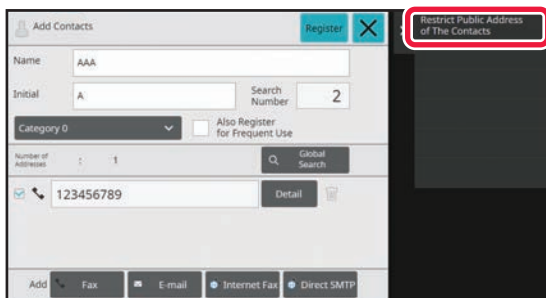 Add Contacts
Register
Restrict Public Address
of The Contacts
Name
AAA
Initial
A
Search
Number
2
Category 0
Also Register
for Frequent Use
Number of
Addresses
:
1
Global
Search
123456789
Detail
Add
Fax
E-mail
Internet Fax
Direct SMTP